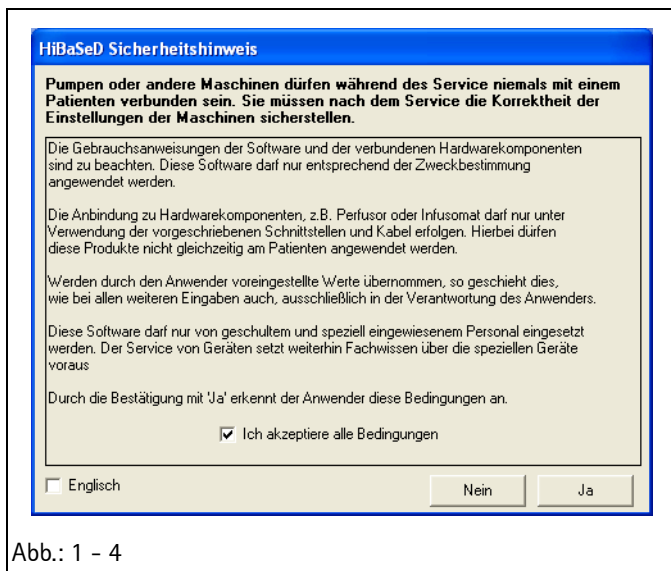 HiBaSeD Sicherheitshinweis
Pumpen oder andere Maschinen dürfen während des Service niemals mit einem
Patienten verbunden sein. Sie müssen nach dem Service die Korrektheit der
Einstellungen der Maschinen sicherstellen.
Die Gebrauchsanweisungen der Software und der verbundenen Hardwarekomponenten
sind zu beachten. Diese Software darf nur entsprechend der Zweckbestimmung
angewendet werden.
Die Anbindung zu Hardwarekomponenten, z.B. Perfusor oder Infusomat darf nur unter
Verwendung der vorgeschriebenen Schnittstellen und Kabel erfolgen. Hierbei dürfen
diese Produkte nicht gleichzeitig am Patienten angewendet werden.
Werden durch den Anwender voreingestellte Werte übernommen, so geschieht dies,
wie bei allen weiteren Eingaben auch, ausschließlich in der Verantwortung des Anwenders.
Diese Software darf nur von geschultem und speziell eingewiesenem Personal eingesetzt
werden. Der Service von Geräten setzt weiterhin Fachwissen über die speziellen Geräte
voraus
Durch die Bestätigung mit 'Ja' erkennt der Anwender diese Bedingungen an.
Ich akzeptiere alle Bedingungen
Englisch
Nein
Ja
Abb.: 1 - 4